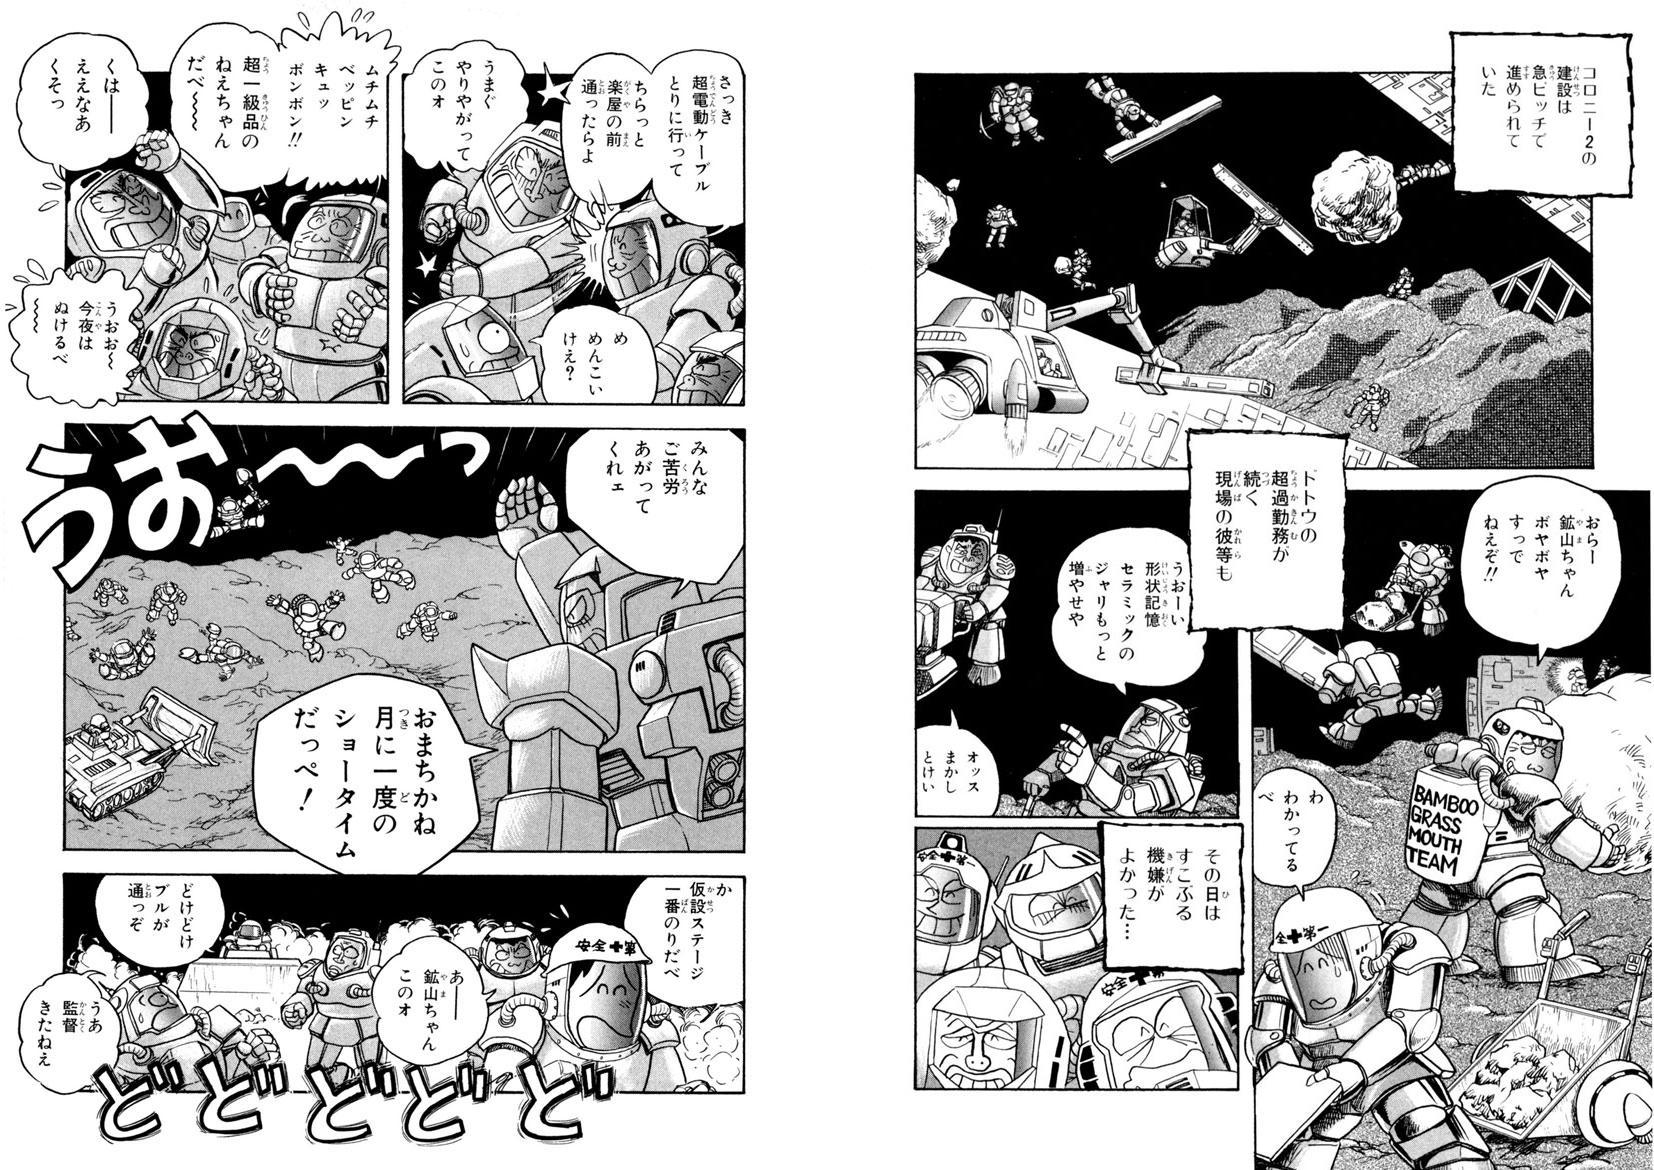 コロニー2の
建設は
急ピッチで
進められて
いた
ドトウの
超過勤務が
続く
現場の彼等も
おらー
鉱山ちゃん
ボヤボヤ
すっで
ねえぞ!!
わ
わかってる
べ
BAMBOO
GRASS
MOUTH
TEAM
安全十第一
うおーい
形状記憶
セラミックの
ジャリもっと
増やせや
オッス
まかし
とけい
その日は
すこぶる
機嫌が
よかった…
安全十第一
安全十
さっき
超電動ケーブル
とりに行って
ちらっと
楽屋の前
通ったらよ
うまぐ
やりやがって
このォ
め
めんこい
けえ?
ムチムチ
ベッピン
キュッ
ボンボン!!
超一級品の
ねえちゃん
だべ〜〜
くは――
ええなあ
くそっ
うおお〜
今夜は
ぬけるべ
〜〜
みんな
ご苦労
あがって
くれェ
うお〜〜っ
おまちかね
月に一度の
ショータイム
だっぺ!
か
仮設ステージ
一番のりだべ
安全十第
あ――
鉱山ちゃん
このォ
どけどけ
ブルが
通っぞ
うあ
監督
きたねえ
どどどどど